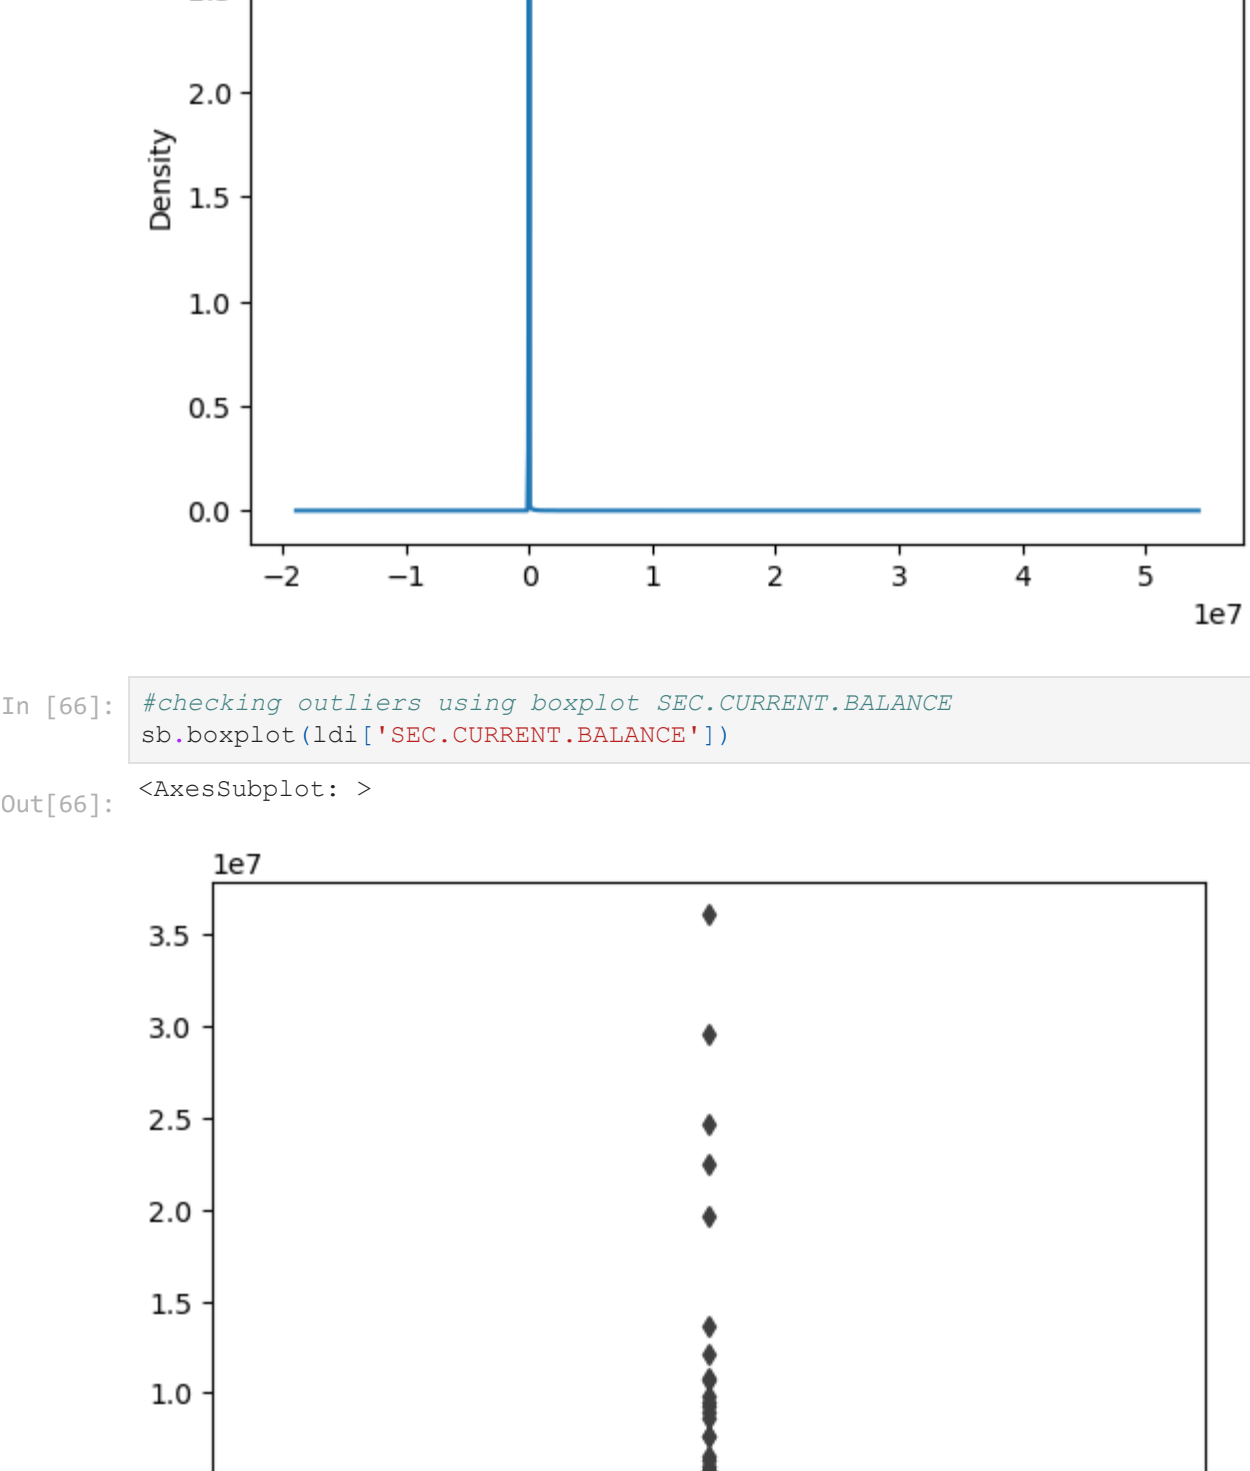 2.0
1.5
1.0
0.5
0.0
Density
−2 −1 0 1 2 3 4 5
1e7
In [66]:
#checking outliers using boxplot SEC.CURRENT.BALANCE
sb.boxplot(ldi['SEC.CURRENT.BALANCE'])
Out[66]:
<AxesSubplot: >
1e7
3.5
3.0
2.5
2.0
1.5
1.0